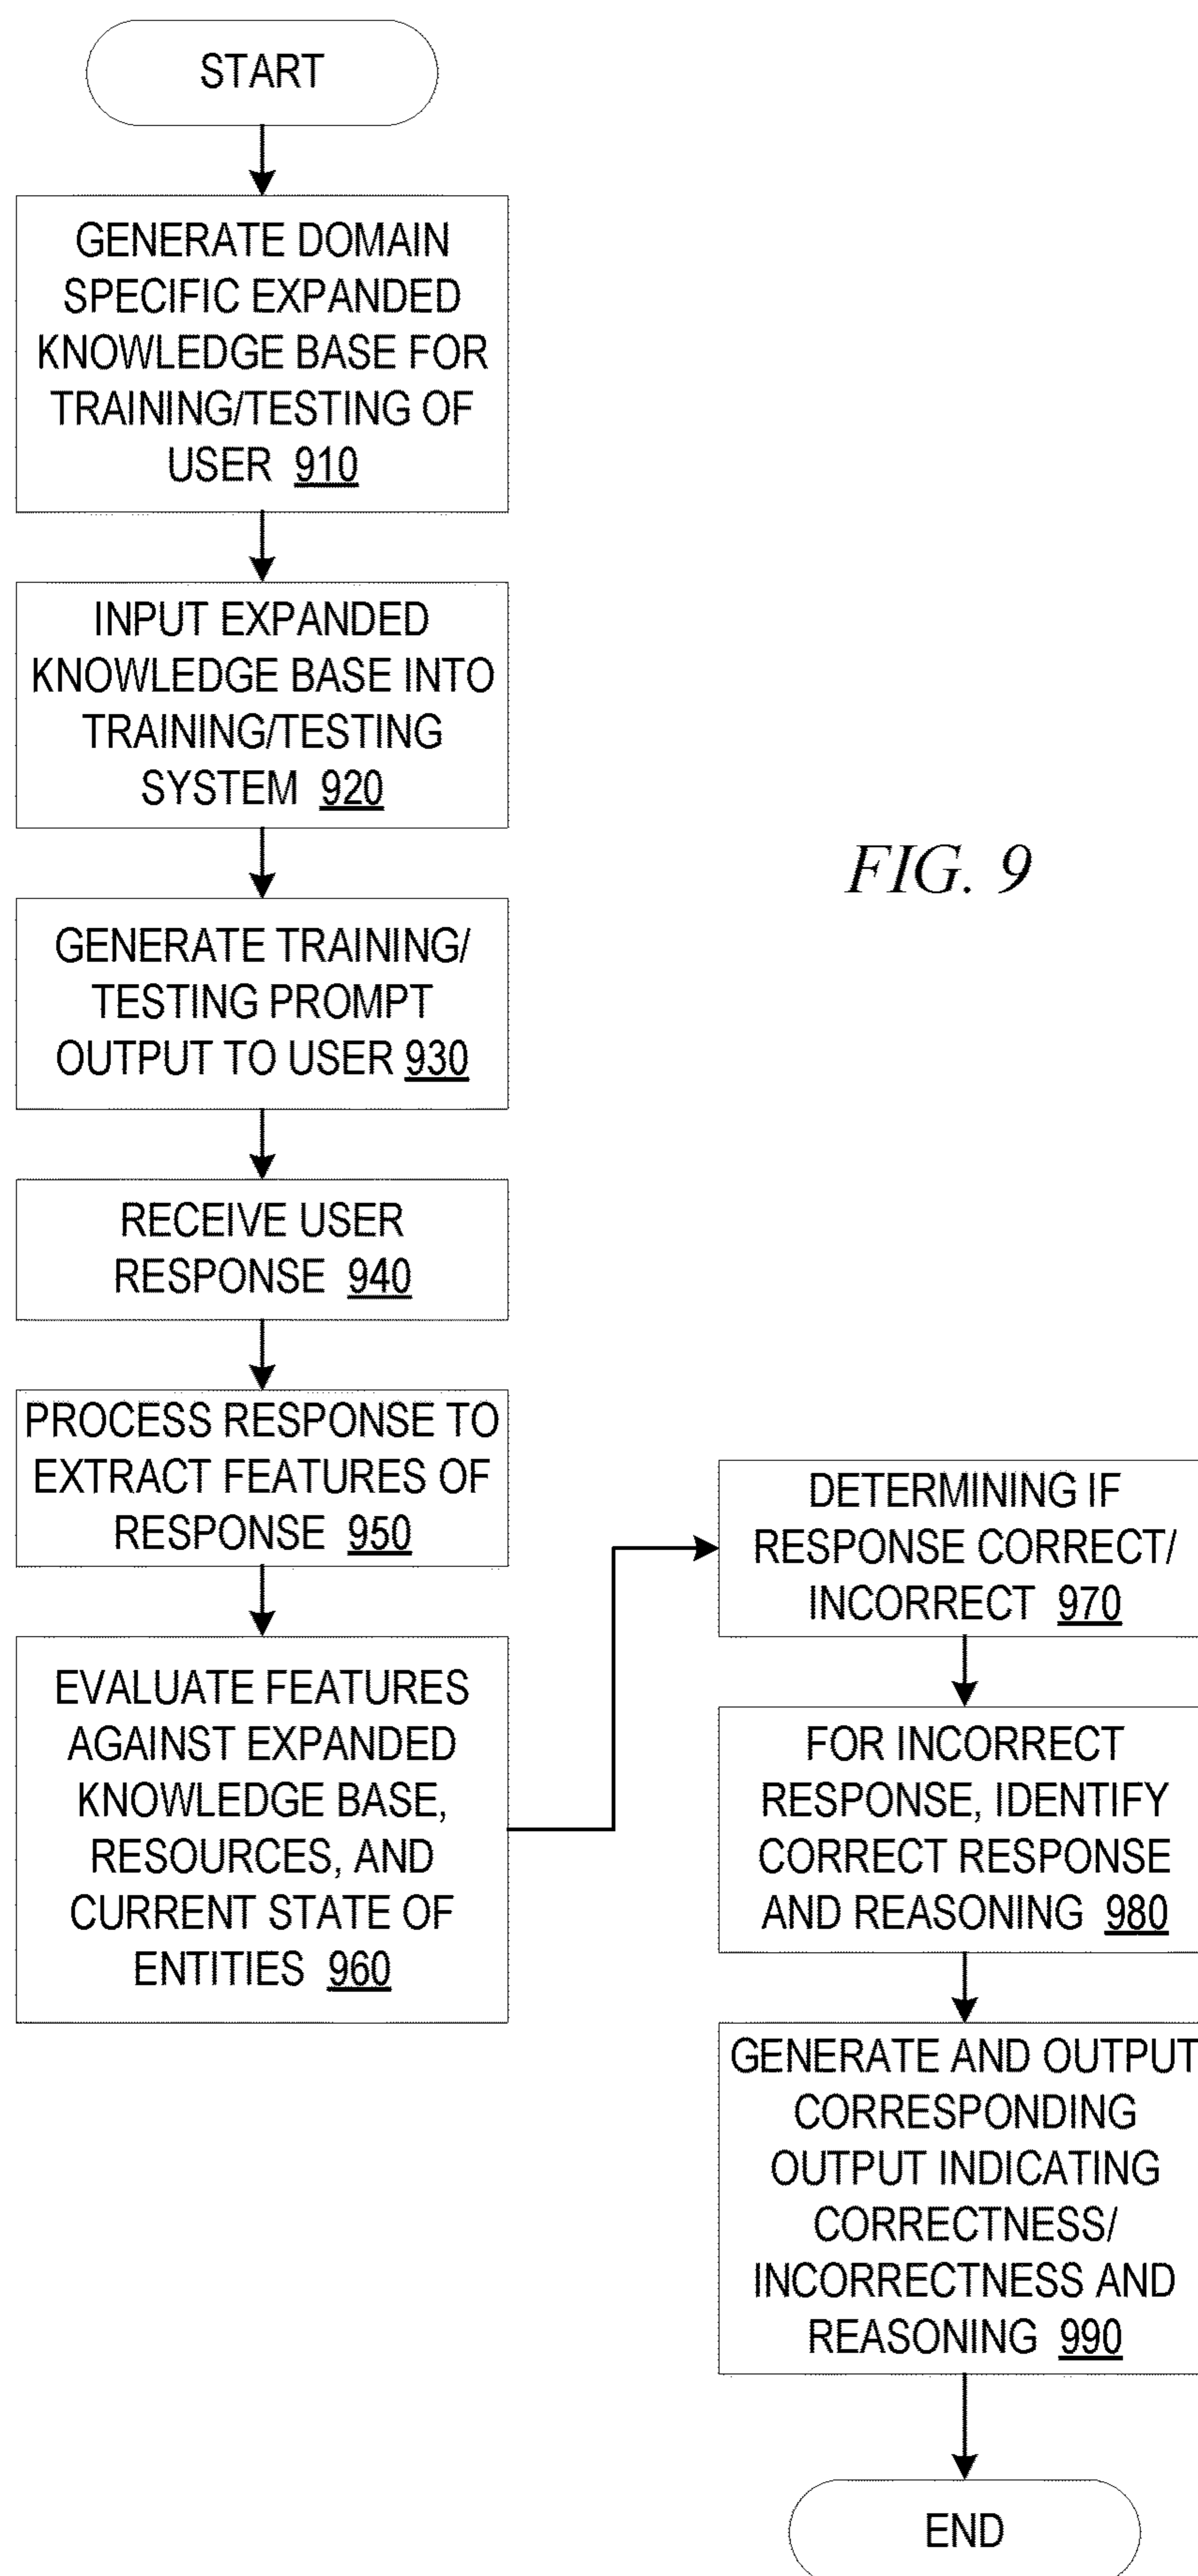 START
GENERATE DOMAIN
SPECIFIC EXPANDED
KNOWLEDGE BASE FOR
TRAINING/TESTING OF
USER 910
INPUT EXPANDED
KNOWLEDGE BASE INTO
TRAINING/TESTING
SYSTEM 920
GENERATE TRAINING/
TESTING PROMPT
OUTPUT TO USER 930
RECEIVE USER
RESPONSE 940
PROCESS RESPONSE TO
EXTRACT FEATURES OF
RESPONSE 950
EVALUATE FEATURES
AGAINST EXPANDED
KNOWLEDGE BASE,
RESOURCES, AND
CURRENT STATE OF
ENTITIES 960
DETERMINING IF
RESPONSE CORRECT/
INCORRECT 970
FOR INCORRECT
RESPONSE, IDENTIFY
CORRECT RESPONSE
AND REASONING 980
GENERATE AND OUTPUT
CORRESPONDING
OUTPUT INDICATING
CORRECTNESS/
INCORRECTNESS AND
REASONING 990
END
FIG. 9